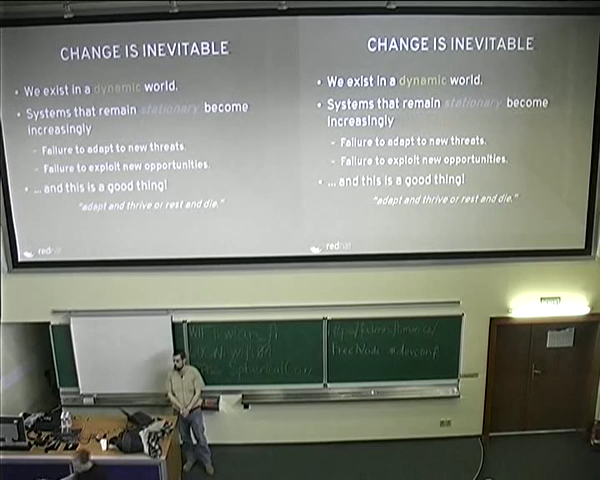 CHANGE IS INEVITABLE
• We exist in a dynamic world.
• Systems that remain stationary become
increasingly
– Failure to adapt to new threats.
– Failure to exploit new opportunities.
• ... and this is a good thing!
"adapt and thrive or rest and die."
redhat
CHANGE IS INEVITABLE
• We exist in a dynamic world.
• Systems that remain stationary become
increasingly
– Failure to adapt to new threats.
– Failure to exploit new opportunities.
• ... and this is a good thing!
"adapt and thrive or rest and die."
redhat
FreeNode #devconf